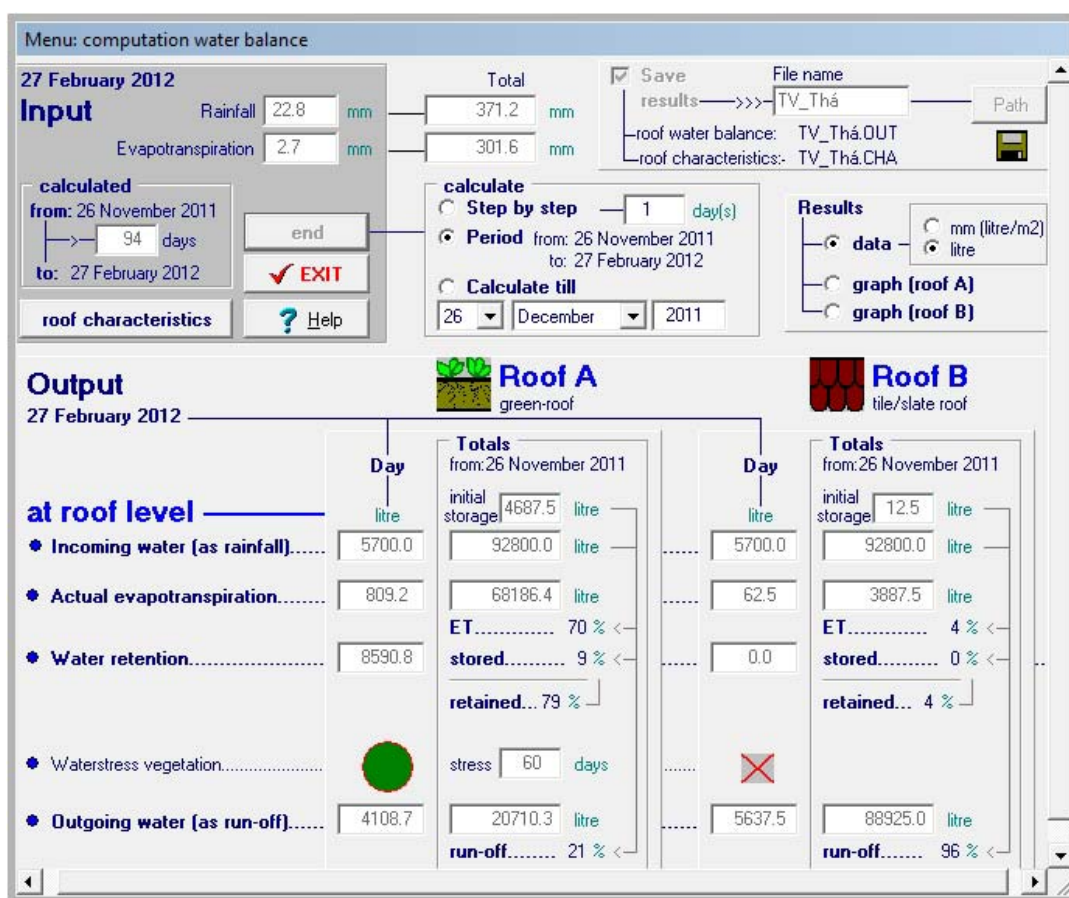 Menu: computation water balance
27 February 2012
Input
Rainfall 22.8 mm
Evapotranspiration 2.7 mm
Total
371.2 mm
301.6 mm
Save results >>> File name TV_Thá Path
roof water balance: TV_Thá.OUT
roof characteristics:- TV_Thá.CHA
calculated
from: 26 November 2011
94 days
to: 27 February 2012
end
EXIT
roof characteristics
? Help
calculate
Step by step 1 day(s)
Period from: 26 November 2011
to: 27 February 2012
Calculate till
26 December 2011
Results
data
mm (litre/m2)
litre
graph (roof A)
graph (roof B)
Output
27 February 2012
Roof A
green-roof
Roof B
tile/slate roof
Day
Totals
from:26 November 2011
Day
Totals
from:26 November 2011
at roof level litre initial storage 4687.5 litre litre initial storage 12.5 litre
Incoming water (as rainfall)...... 5700.0 92800.0 litre ...... 5700.0 92800.0 litre
Actual evapotranspiration........ 809.2 68186.4 litre ...... 62.5 3887.5 litre
ET............. 70 % ET............. 4 %
Water retention....................... 8590.8 stored.......... 9 % ...... 0.0 stored.......... 0 % ..
retained... 79 % retained... 4 %
Waterstress vegetation...................... stress 60 days ......
Outgoing water (as run-off)...... 4108.7 20710.3 litre ...... 5637.5 88925.0 litre
run-off........ 21 % run-off....... 96 %